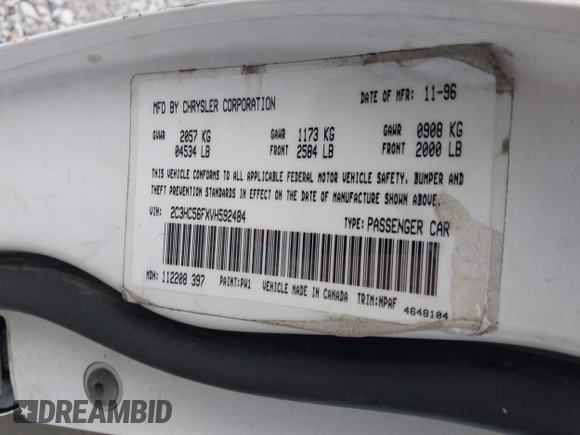 MFD BY CHRYSLER CORPORATION DATE OF MFR: 11-96
GVWR 2057 KG GAWR 1173 KG GAWR 0908 KG
04534 LB FRONT 2584 LB FRONT 2000 LB
THIS VEHICLE CONFORMS TO ALL APPLICABLE FEDERAL MOTOR VEHICLE SAFETY, BUMPER AND
THEFT PREVENTION STANDARDS IN EFFECT ON THE DATE OF MANUFACTURE SHOWN ABOVE.
VIN: 2C3HC56FXVH592484 TYPE: PASSENGER CAR
MDH: 112208 397 PAINT: PW1 VEHICLE MADE IN CANADA TRIM: NPAF
4648104
DREAMBID